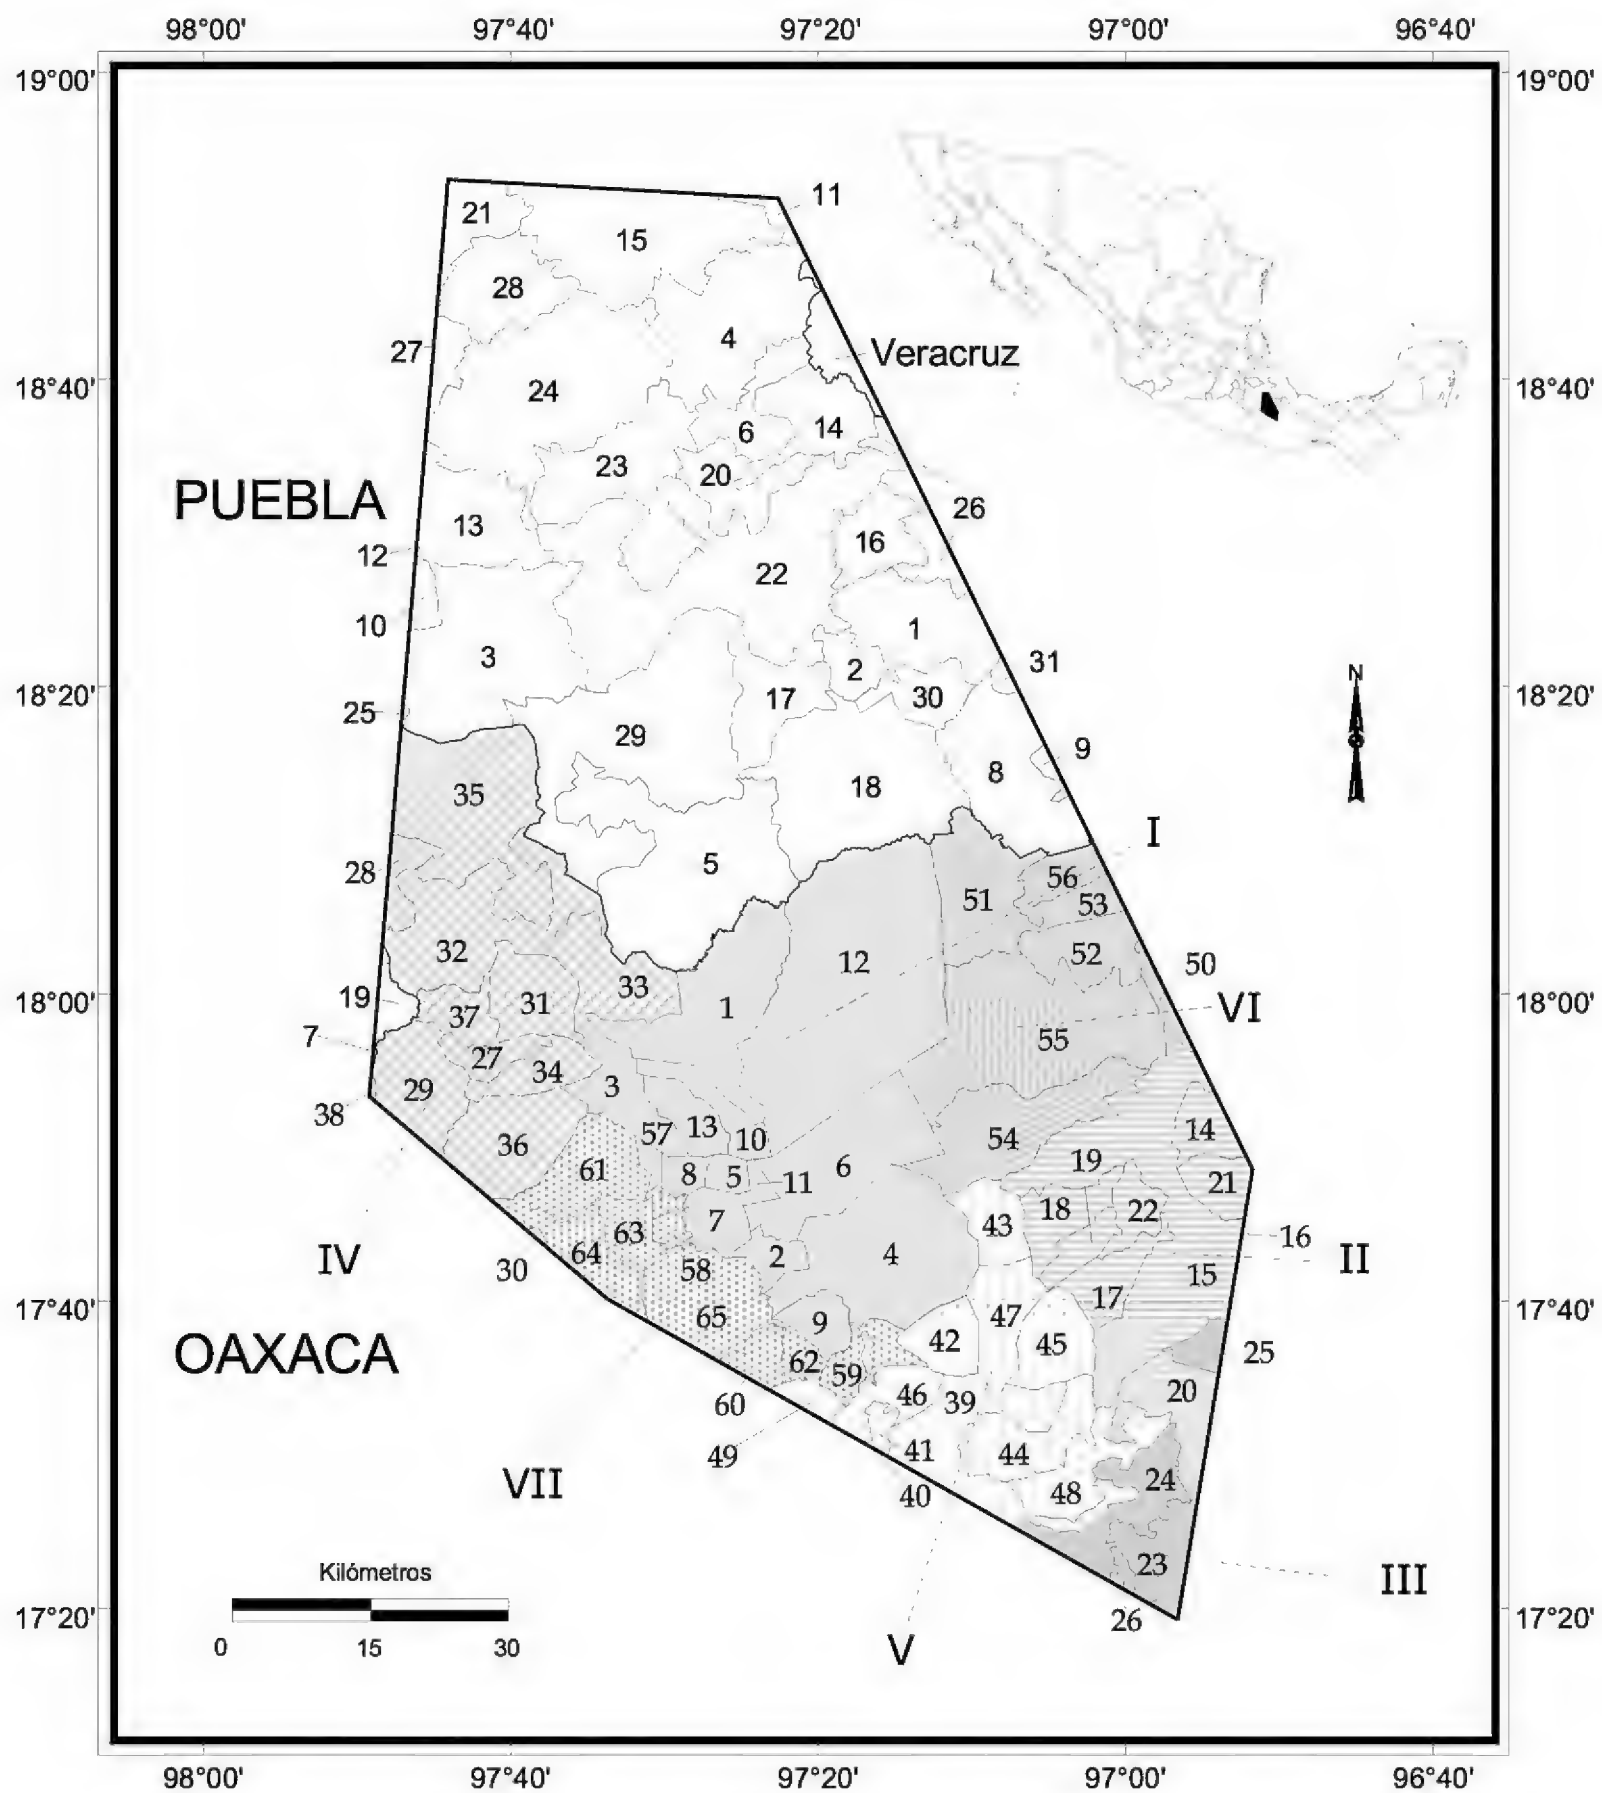 98°00' 97°40' 97°20' 97°00' 96°40'
19°00' 19°00'
11
21
15
28
4
27
Veracruz
18°40' 18°40'
24
6 14
23 20
PUEBLA
26
13
16
12
22
10 1
3 2 31
18°20' 17 30 18°20'
25
29 9
8
18
35
I
5
28 56
51 53
32 12 52 50
19 33
18°00' 31 1 VI 18°00'
37
7 55
27 34
29 3
38
13 14
36 57 10 54
19
61 8 5 11 6 21
18 22
7 43
63 16
IV 64 2 4 II
30 58 15
17
17°40' 47 17°40'
65 9
OAXACA 42 45 25
62 59
20
46 39
60
49 41 44
VII 24
40 48
23
Kilómetros III
17°20' 26 17°20'
0 15 30
V
N
98°00' 97°40' 97°20' 97°00' 96°40'